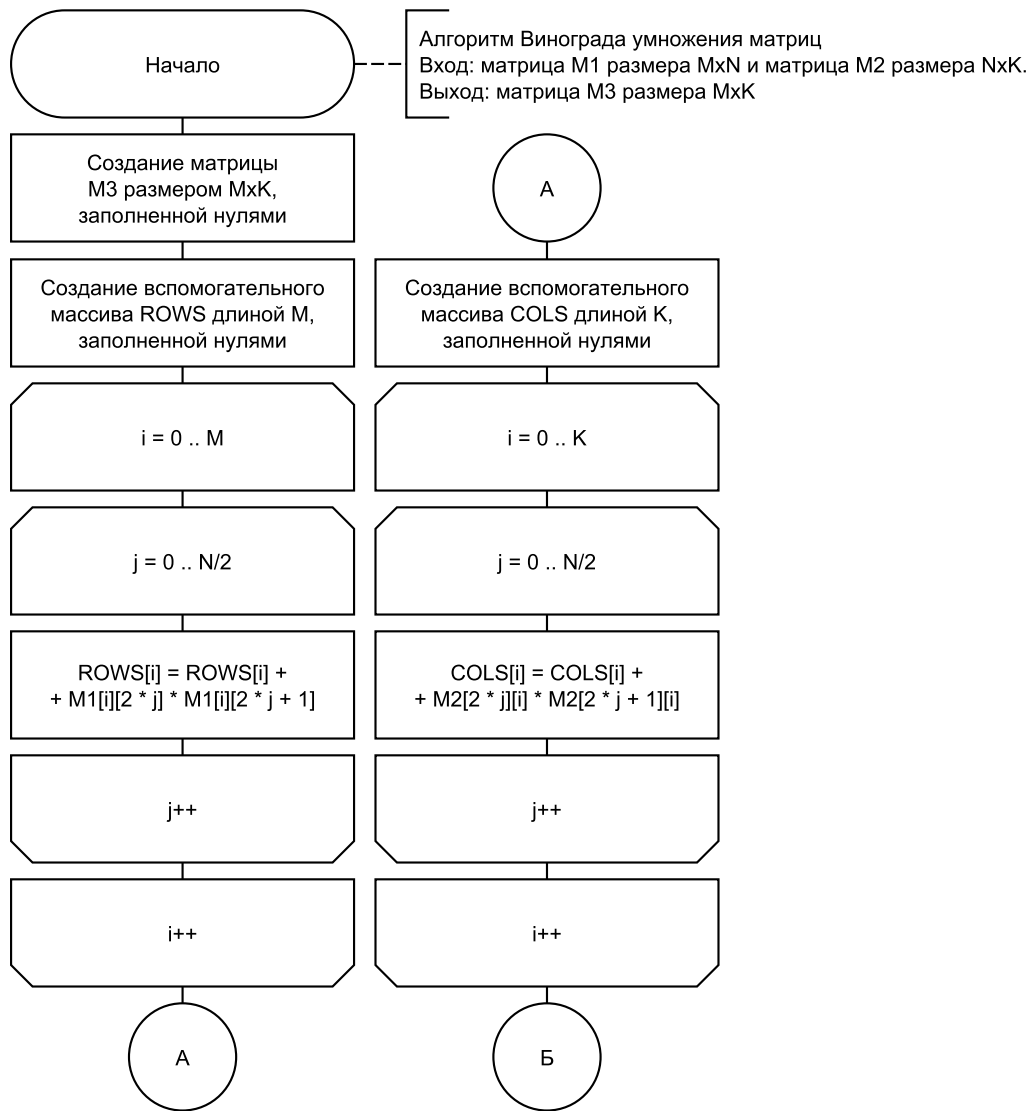 Начало
Алгоритм Винограда умножения матриц
Вход: матрица M1 размера MxN и матрица M2 размера NxK.
Выход: матрица M3 размера MxK
Создание матрицы
M3 размером MxK,
заполненной нулями
Создание вспомогательного
массива ROWS длиной M,
заполненной нулями
i = 0 .. M
j = 0 .. N/2
ROWS[i] = ROWS[i] +
+ M1[i][2 * j] * M1[i][2 * j + 1]
j++
i++
А
А
Создание вспомогательного
массива COLS длиной K,
заполненной нулями
i = 0 .. K
j = 0 .. N/2
COLS[i] = COLS[i] +
+ M2[2 * j][i] * M2[2 * j + 1][i]
j++
i++
Б